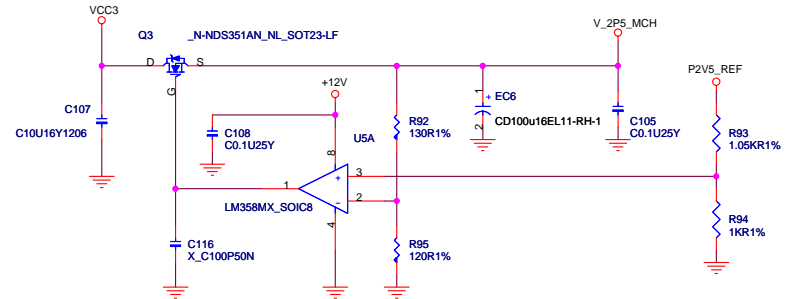 VCC3
Q3
_N-NDS351AN_NL_SOT23-LF
V_2P5_MCH
D
S
G
P2V5_REF
+12V
C107
C10U16Y1206
C108
C0.1U25Y
U5A
R92
130R1%
1
+
EC6
2
CD100u16EL11-RH-1
C105
C0.1U25Y
R93
1.05KR1%
8
1
+
3
-
2
4
LM358MX_SOIC8
R94
1KR1%
C116
X_C100P50N
R95
120R1%